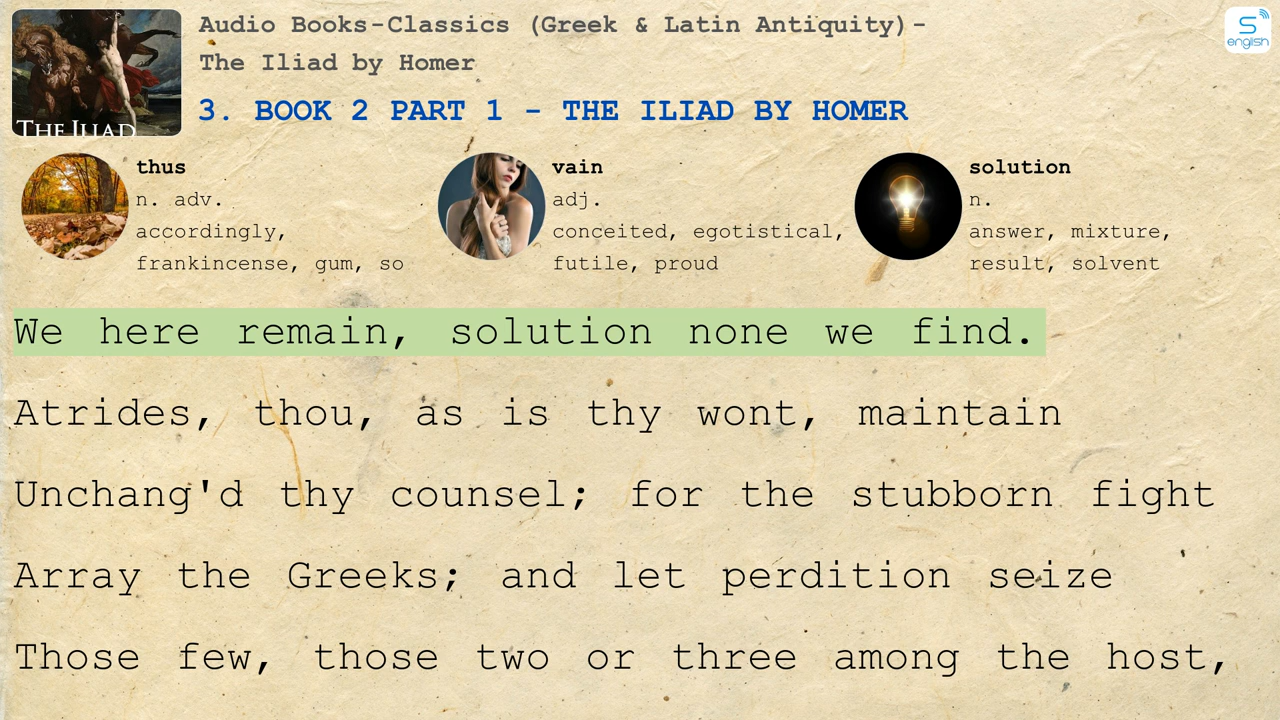 Audio Books-Classics (Greek & Latin Antiquity)-
The Iliad by Homer
3. BOOK 2 PART 1 - THE ILIAD BY HOMER
THE ILIAD
S
english
thus
n. adv.
accordingly,
frankincense, gum, so
vain
adj.
conceited, egotistical,
futile, proud
solution
n.
answer, mixture,
result, solvent
We here remain, solution none we find.
Atrides, thou, as is thy wont, maintain
Unchang'd thy counsel; for the stubborn fight
Array the Greeks; and let perdition seize
Those few, those two or three among the host,